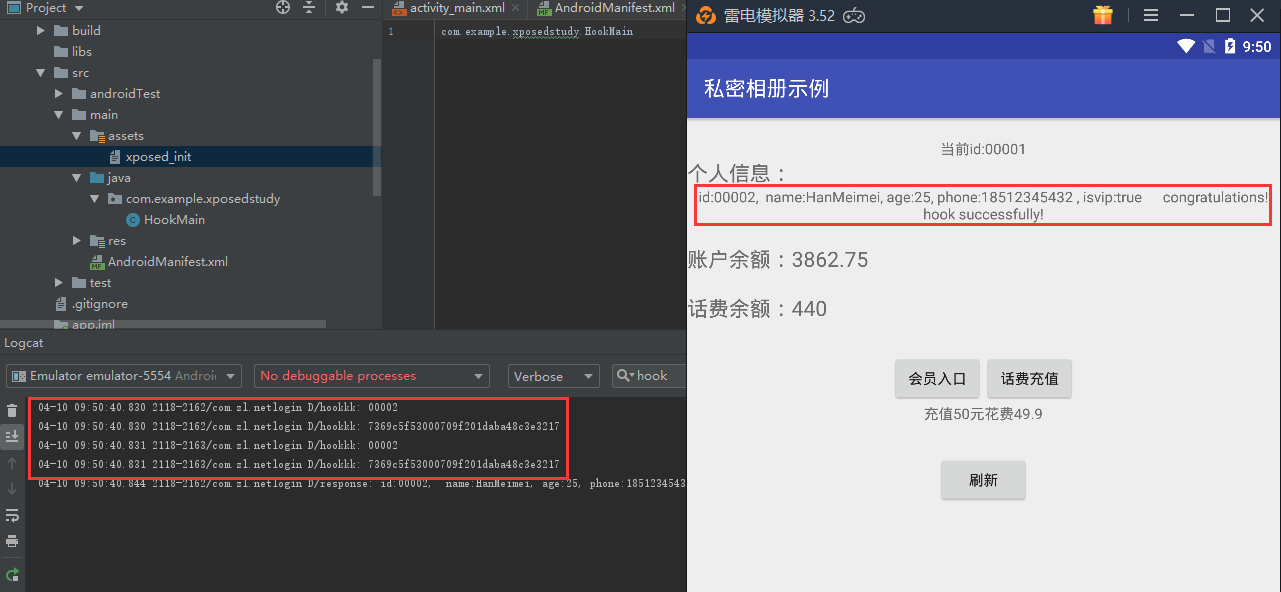 Project
activity_main.xml
AndroidManifest.xml
build
libs
src
androidTest
main
assets
xposed_init
java
com.example.xposedstudy
HookMain
res
AndroidManifest.xml
test
.gitignore
app.iml
1
com.example.xposedstudy.HookMain
Logcat
Emulator emulator-5554 Androi
No debuggable processes
Verbose
hook
04-10 09:50:40.830 2118-2162/com.zl.netlogin D/hookkk: 00002
04-10 09:50:40.830 2118-2162/com.zl.netlogin D/hookkk: 7369c5f53000709f201daba48c3e3217
04-10 09:50:40.831 2118-2163/com.zl.netlogin D/hookkk: 00002
04-10 09:50:40.831 2118-2163/com.zl.netlogin D/hookkk: 7369c5f53000709f201daba48c3e3217
04-10 09:50:40.844 2118-2162/com.zl.netlogin D/response: id:00002, name:HanMeimei, age:25, phone:1851234543
雷电模拟器 3.52
9:50
私密相册示例
当前id:00001
个人信息：
id:00002, name:HanMeimei, age:25, phone:18512345432 , isvip:true congratulations!
hook successfully!
账户余额：3862.75
话费余额：440
会员入口
话费充值
充值50元花费49.9
刷新